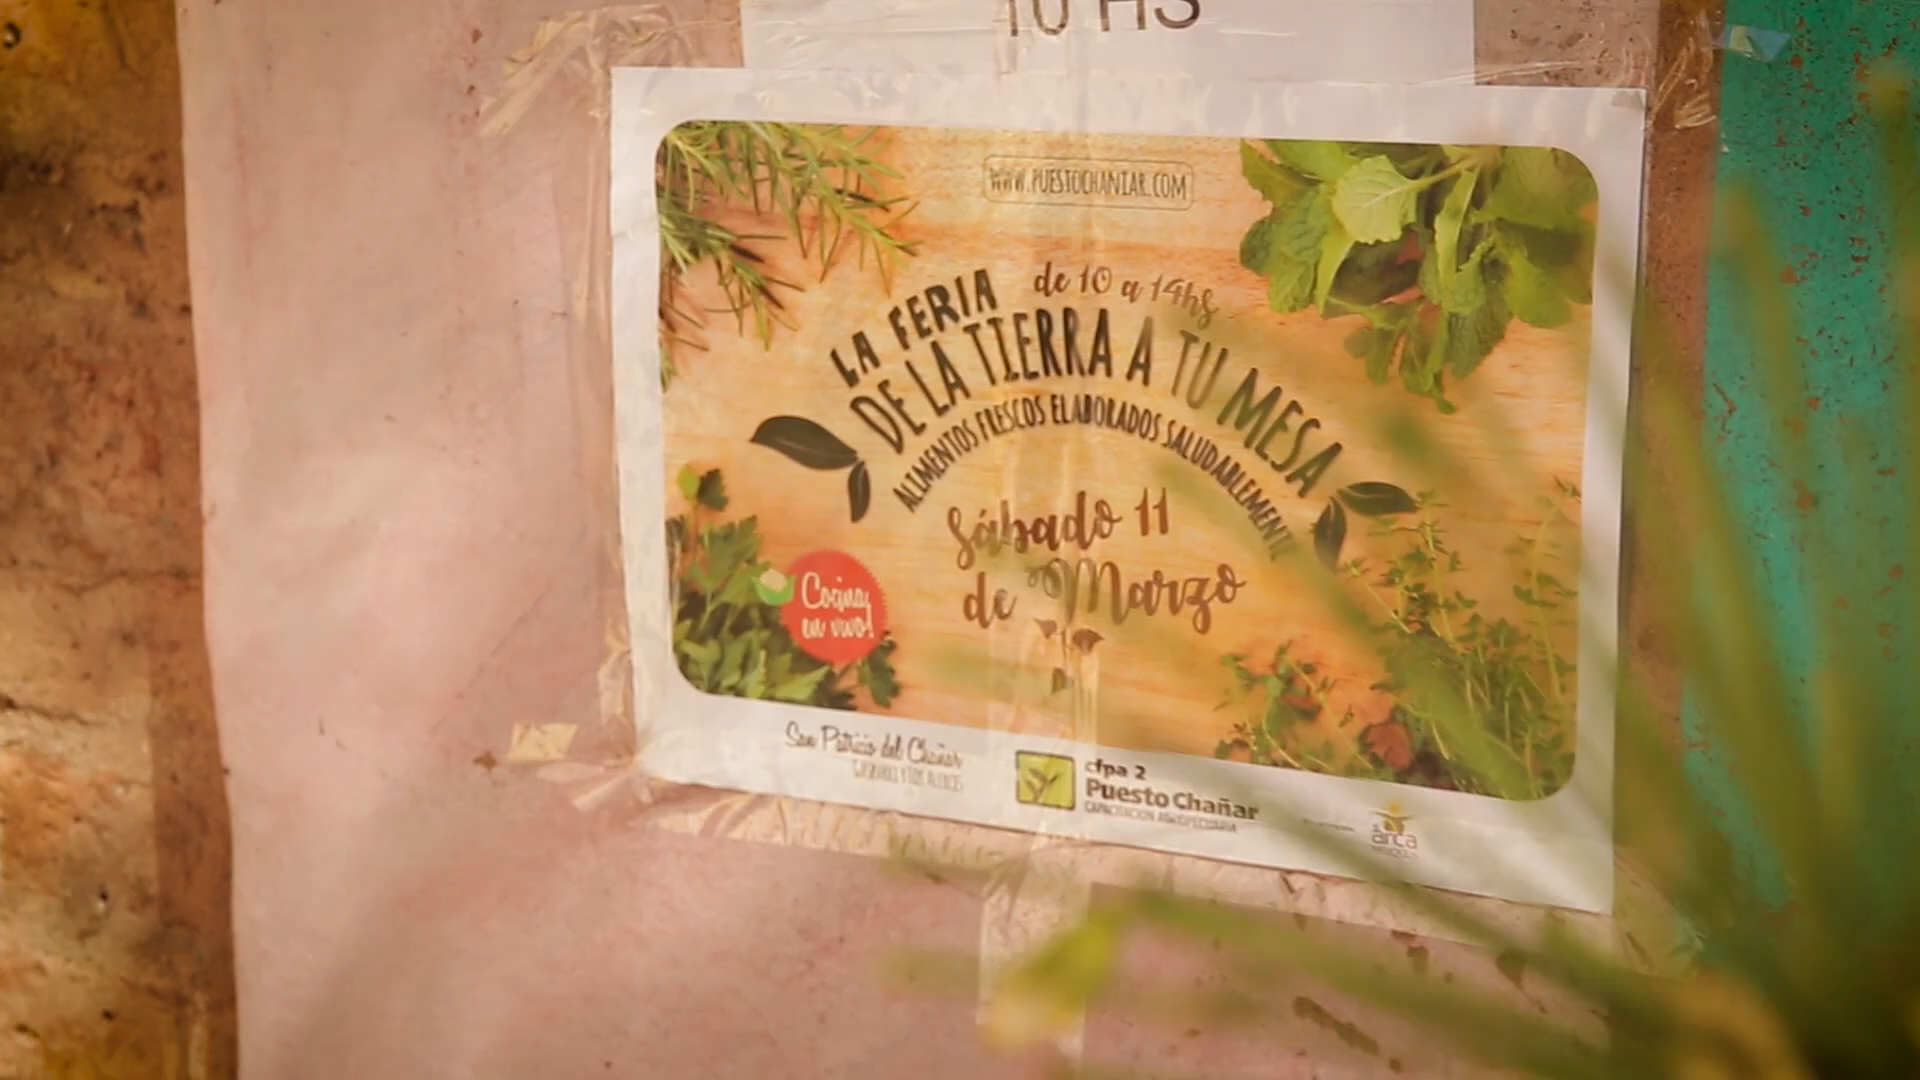 10 HS
WWW.PUESTOCHANIAR.COM
de 10 a 14hs
LA FERIA
DE LA TIERRA A TU MESA
ALIMENTOS FRESCOS ELABORADOS SALUDABLEMENTE
Sábado 11
de Marzo
Cocina
en vivo!
San Patricio del Chañar
cfpa 2
Puesto Chañar
CAPACITACION AGROPECUARIA
arca